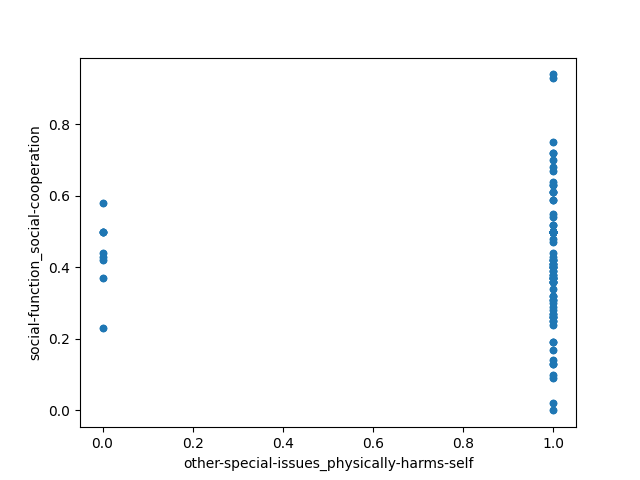 social-function_social-cooperation
0.8
0.6
0.4
0.2
0.0
0.0 0.2 0.4 0.6 0.8 1.0
other-special-issues_physically-harms-self